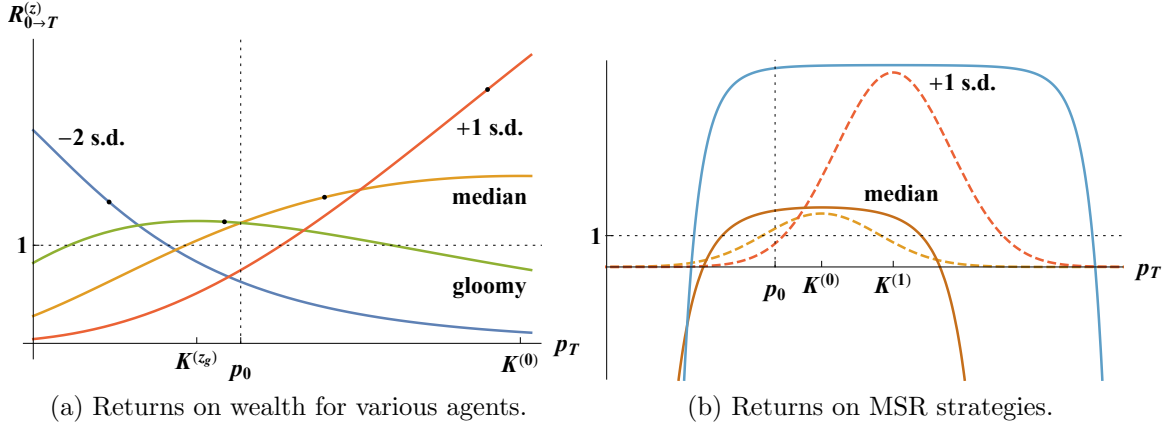 R_{0→T}^{(z)}
−2 s.d.
+1 s.d.
median
1
gloomy
K^{(z_g)}
p_0
K^{(0)}
p_T
(a) Returns on wealth for various agents.
+1 s.d.
median
1
p_0
K^{(0)}
K^{(1)}
p_T
(b) Returns on MSR strategies.